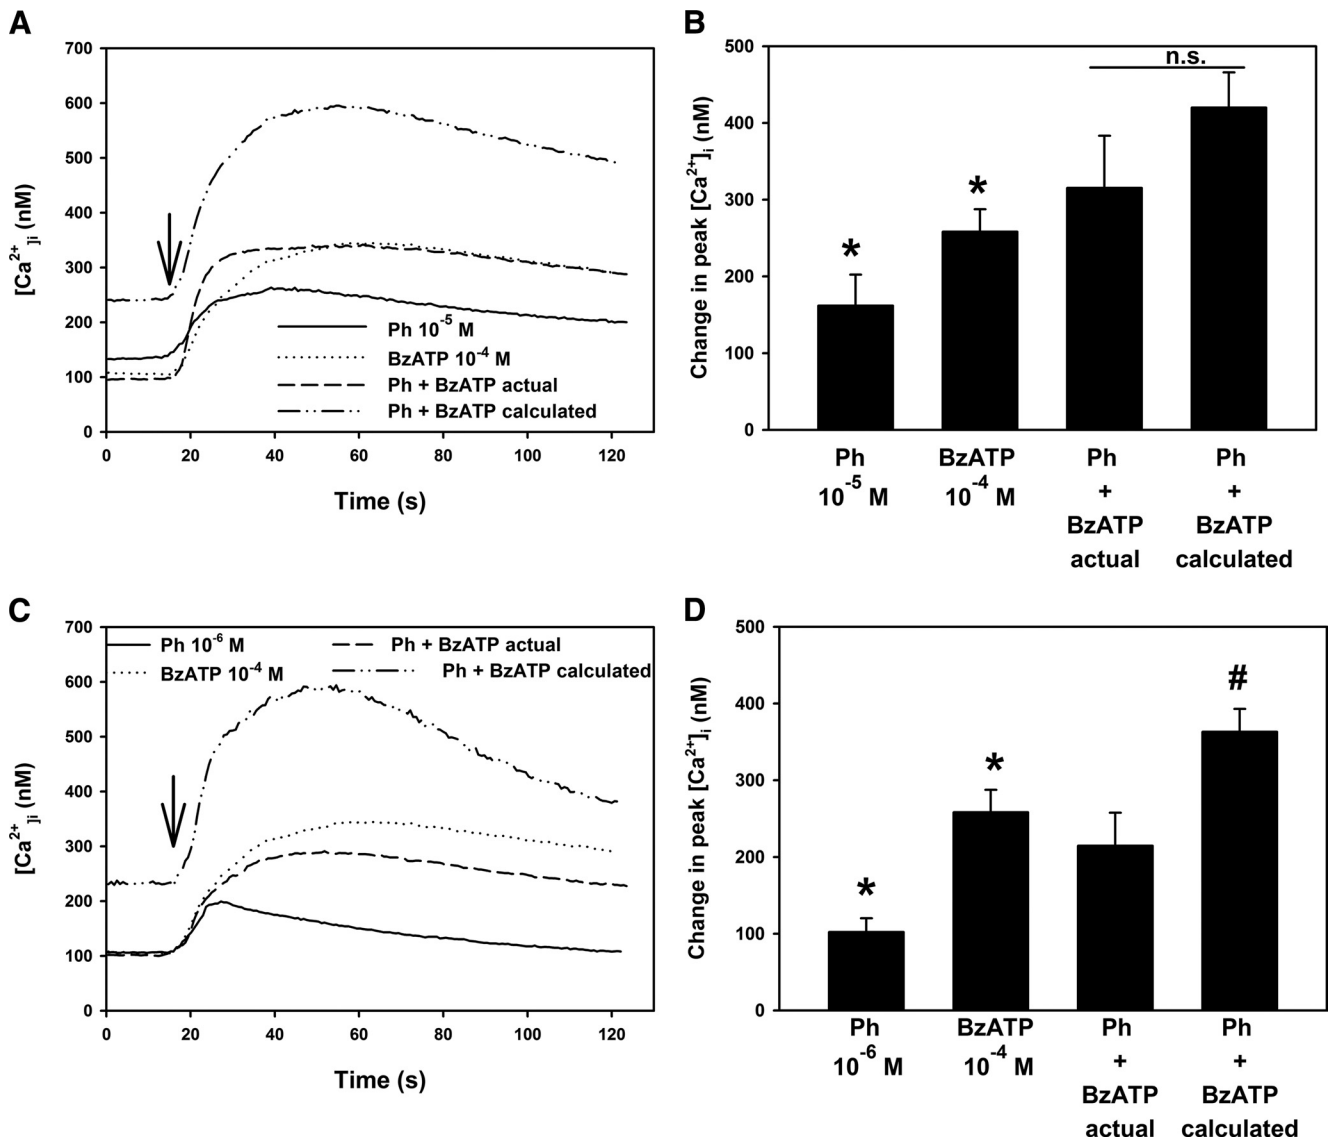 A
700
600
500
400
300
200
100
0
[Ca²⁺]i (nM)
Ph 10⁻⁵ M
BzATP 10⁻⁴ M
Ph + BzATP actual
Ph + BzATP calculated
0 20 40 60 80 100 120
Time (s)
B
500
400
300
200
100
0
Change in peak [Ca²⁺]i (nM)
*
*
n.s.
Ph BzATP Ph Ph
10⁻⁵ M 10⁻⁴ M + +
BzATP BzATP
actual calculated
C
700
600
500
400
300
200
100
0
[Ca²⁺]i (nM)
Ph 10⁻⁶ M Ph + BzATP actual
BzATP 10⁻⁴ M Ph + BzATP calculated
0 20 40 60 80 100 120
Time (s)
D
500
400
300
200
100
0
Change in peak [Ca²⁺]i (nM)
*
*
#
Ph BzATP Ph Ph
10⁻⁶ M 10⁻⁴ M + +
BzATP BzATP
actual calculated